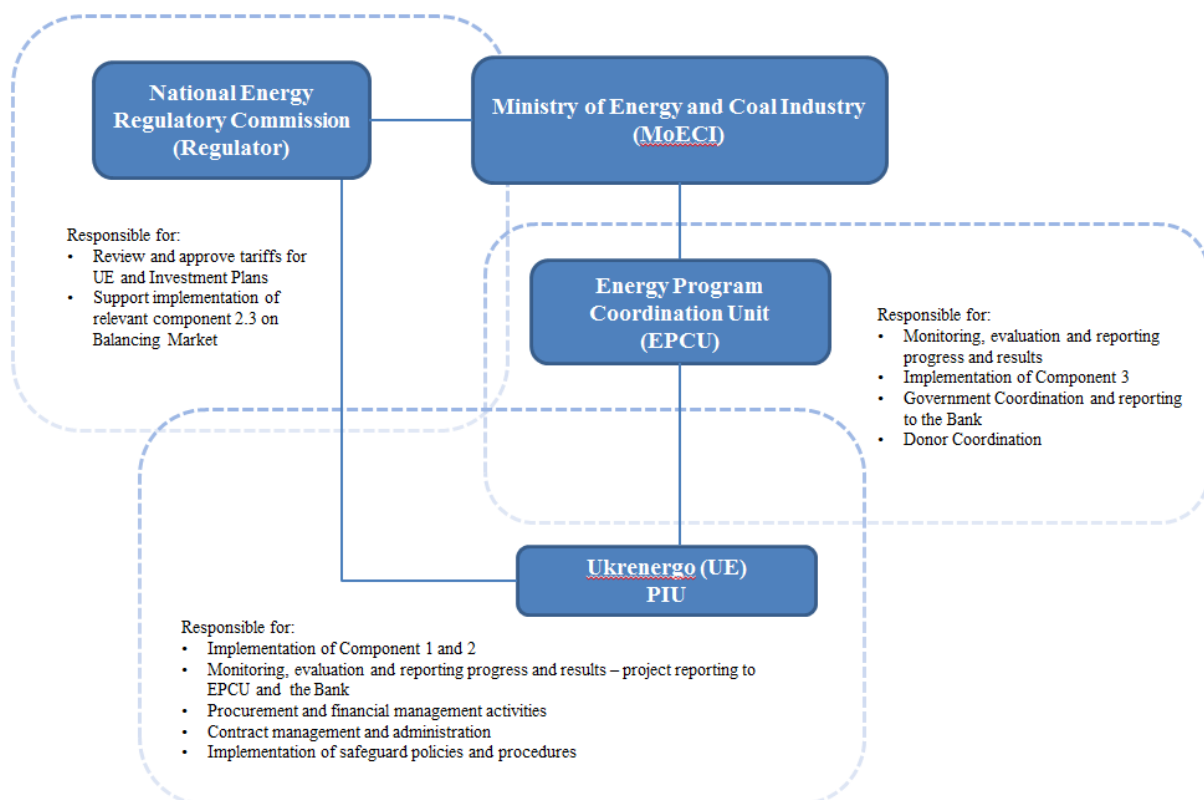 National Energy
Regulatory Commission
(Regulator)
Ministry of Energy and Coal Industry
(MoECI)
Responsible for:
• Review and approve tariffs for
UE and Investment Plans
• Support implementation of
relevant component 2.3 on
Balancing Market
Energy Program
Coordination Unit
(EPCU)
Responsible for:
• Monitoring, evaluation and reporting
progress and results
• Implementation of Component 3
• Government Coordination and reporting
to the Bank
• Donor Coordination
Ukrenergo (UE)
PIU
Responsible for:
• Implementation of Component 1 and 2
• Monitoring, evaluation and reporting progress and results – project reporting to
EPCU and the Bank
• Procurement and financial management activities
• Contract management and administration
• Implementation of safeguard policies and procedures